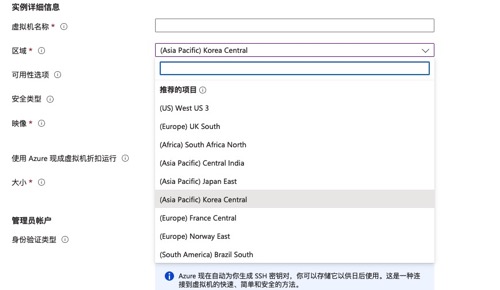 实例详细信息
虚拟机名称 *
区域 *
(Asia Pacific) Korea Central
可用性选项
推荐的项目
安全类型
(US) West US 3
映像 *
(Europe) UK South
(Africa) South Africa North
使用 Azure 现成虚拟机折扣运行
(Asia Pacific) Central India
大小 *
(Asia Pacific) Japan East
(Asia Pacific) Korea Central
管理员帐户
(Europe) France Central
身份验证类型
(Europe) Norway East
(South America) Brazil South
Azure 现在自动为你生成 SSH 密钥对，你可以存储它以供日后使用。这是一种连
接到虚拟机的快速、简单和安全的方法。